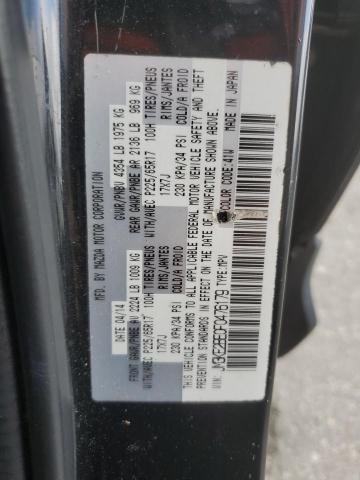 MFD. BY MAZDA MOTOR CORPORATION
DATE: 04/14 GVWR/PNBV 4354 LB 1975 KG
FRONT GAWR/PNBE AV 2224 LB 1009 KG REAR GAWR/PNBE AR 2136 LB 969 KG
WITH/AVEC P225/65R17 100H TIRES/PNEUS WITH/AVEC P225/65R17 100H TIRES/PNEUS
17X7J RIMS/JANTES 17X7J RIMS/JANTES
230 KPA/34 PSI COLD/A FROID 230 KPA/34 PSI COLD/A FROID
THIS VEHICLE CONFORMS TO ALL APPLICABLE FEDERAL MOTOR VEHICLE SAFETY AND THEFT
PREVENTION STANDARDS IN EFFECT ON THE DATE OF MANUFACTURE SHOWN ABOVE.
TYPE:MPV COLOR CODE:41W MADE IN JAPAN